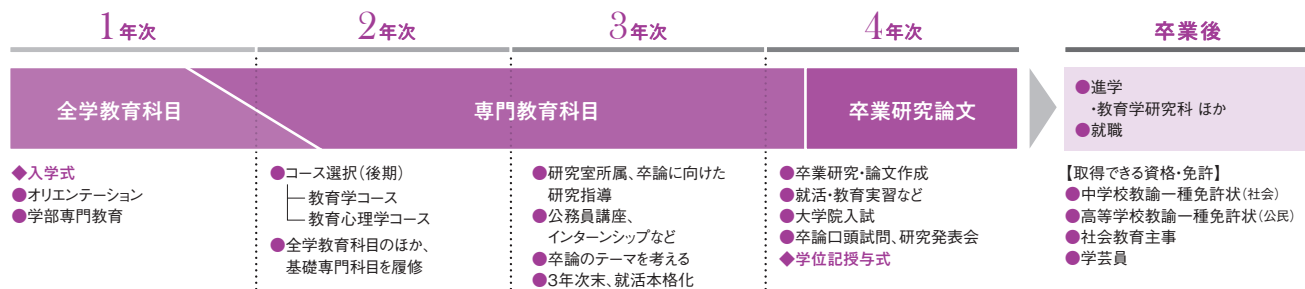 1年次
2年次
3年次
4年次
卒業後
全学教育科目
専門教育科目
卒業研究論文
●進学
・教育学研究科 ほか
●就職
◆入学式
●オリエンテーション
●学部専門教育
●コース選択(後期)
教育学コース
教育心理学コース
●全学教育科目のほか、
基礎専門科目を履修
●研究室所属、卒論に向けた
研究指導
●公務員講座、
インターンシップなど
●卒論のテーマを考える
●3年次末、就活本格化
●卒業研究・論文作成
●就活・教育実習など
●大学院入試
●卒論口頭試問、研究発表会
◆学位記授与式
【取得できる資格・免許】
●中学校教諭一種免許状(社会)
●高等学校教諭一種免許状(公民)
●社会教育主事
●学芸員